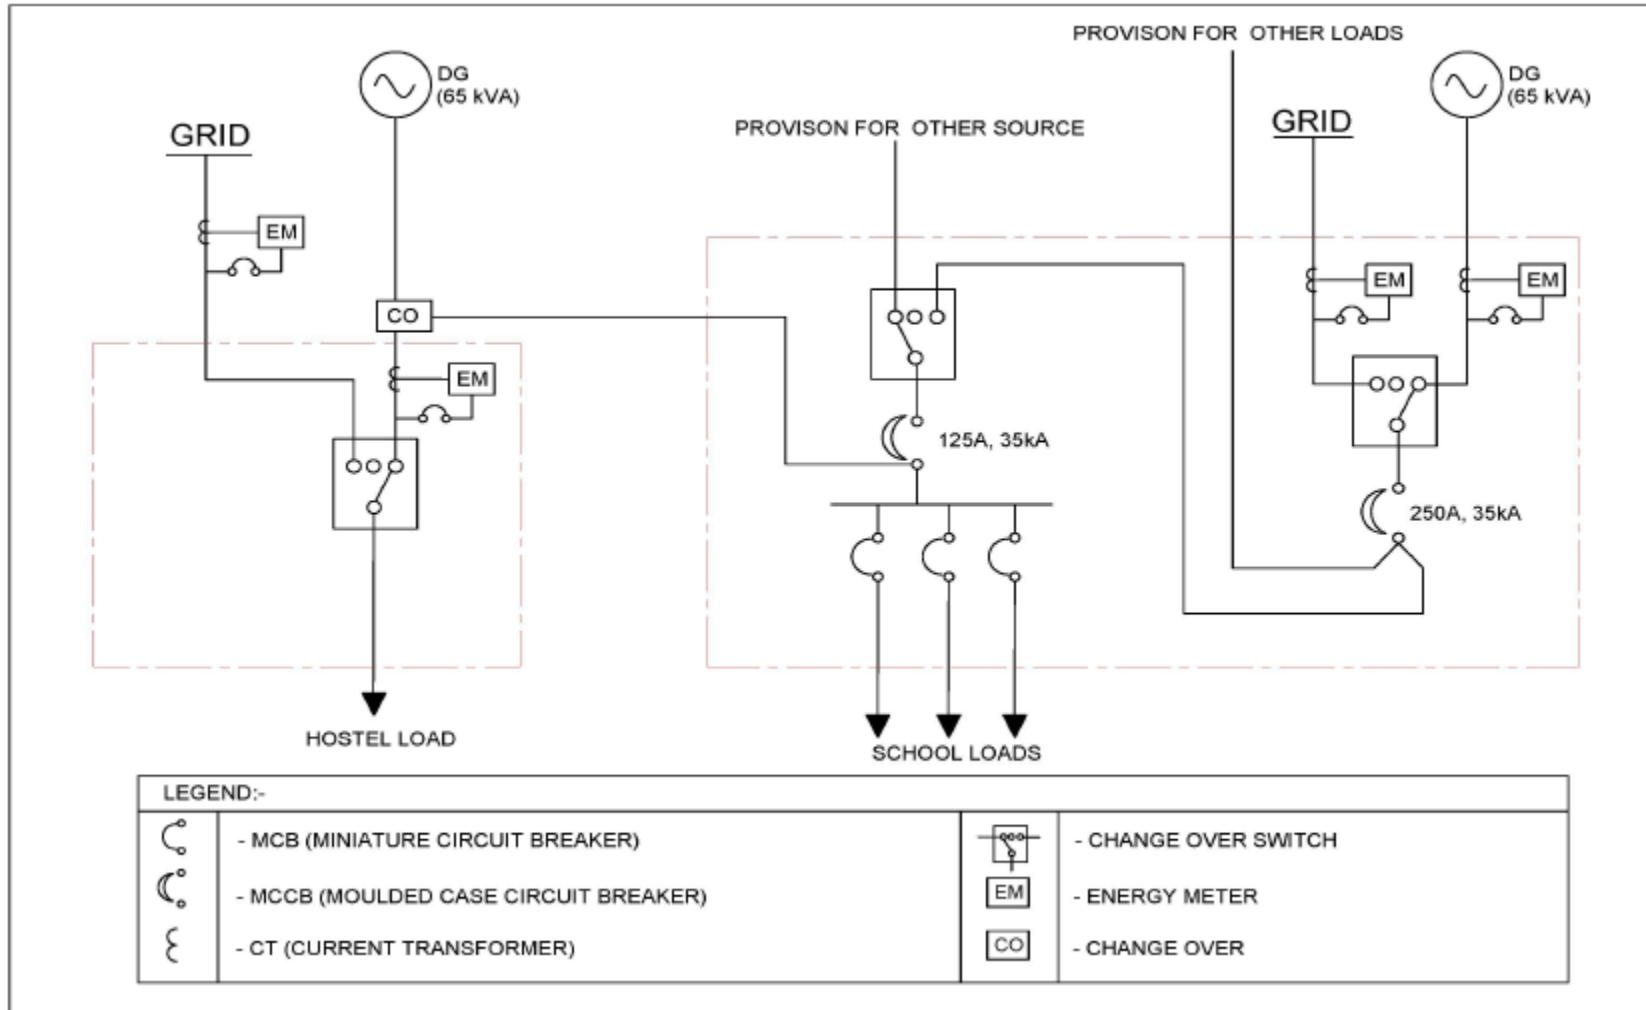 PROVISON FOR OTHER LOADS
DG
(65 kVA)
DG
(65 kVA)
GRID
PROVISON FOR OTHER SOURCE
GRID
EM
EM
EM
CO
EM
125A, 35kA
250A, 35kA
HOSTEL LOAD
SCHOOL LOADS
LEGEND:-
- MCB (MINIATURE CIRCUIT BREAKER)
- CHANGE OVER SWITCH
- MCCB (MOULDED CASE CIRCUIT BREAKER)
EM
- ENERGY METER
- CT (CURRENT TRANSFORMER)
CO
- CHANGE OVER